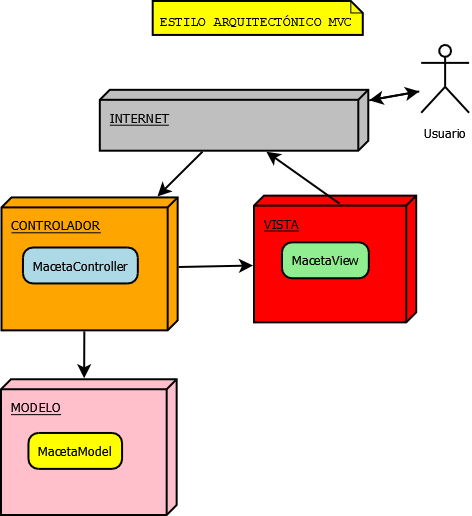 ESTILO ARQUITECTÓNICO MVC
INTERNET
Usuario
CONTROLADOR
MacetaController
VISTA
MacetaView
MODELO
MacetaModel